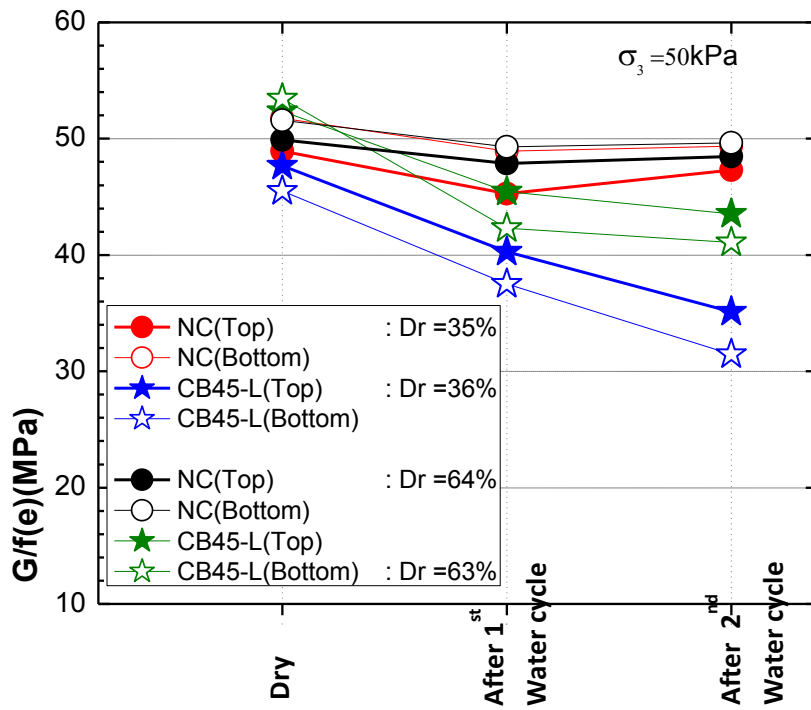 60
50
40
30
20
10
G/f(e)(MPa)
σ3 =50kPa
NC(Top) : Dr =35%
NC(Bottom)
CB45-L(Top) : Dr =36%
CB45-L(Bottom)
NC(Top) : Dr =64%
NC(Bottom)
CB45-L(Top)
CB45-L(Bottom) : Dr =63%
Dry
After 1st
Water cycle
After 2nd
Water cycle